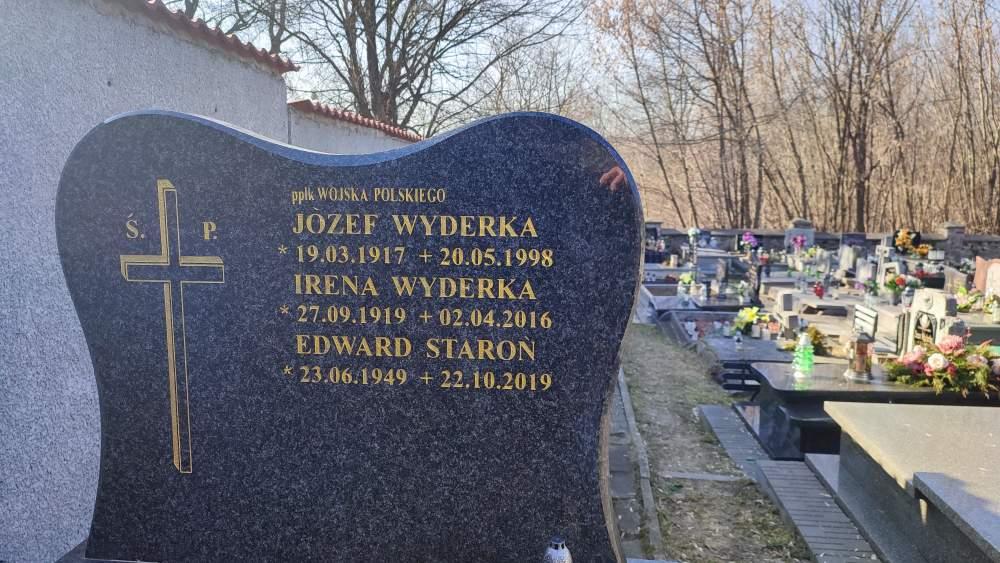 Ś. P.
ppłk WOJSKA POLSKIEGO
JÓZEF WYDERKA
* 19.03.1917 + 20.05.1998
IRENA WYDERKA
* 27.09.1919 + 02.04.2016
EDWARD STAROŃ
* 23.06.1949 + 22.10.2019